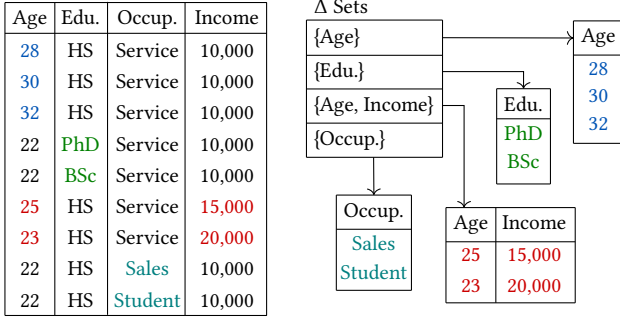 Age Edu. Occup. Income
28 HS Service 10,000
30 HS Service 10,000
32 HS Service 10,000
22 PhD Service 10,000
22 BSc Service 10,000
25 HS Service 15,000
23 HS Service 20,000
22 HS Sales 10,000
22 HS Student 10,000
Δ Sets
{Age}
{Edu.}
{Age, Income}
{Occup.}
Age
28
30
32
Edu.
PhD
BSc
Occup.
Sales
Student
Age Income
25 15,000
23 20,000